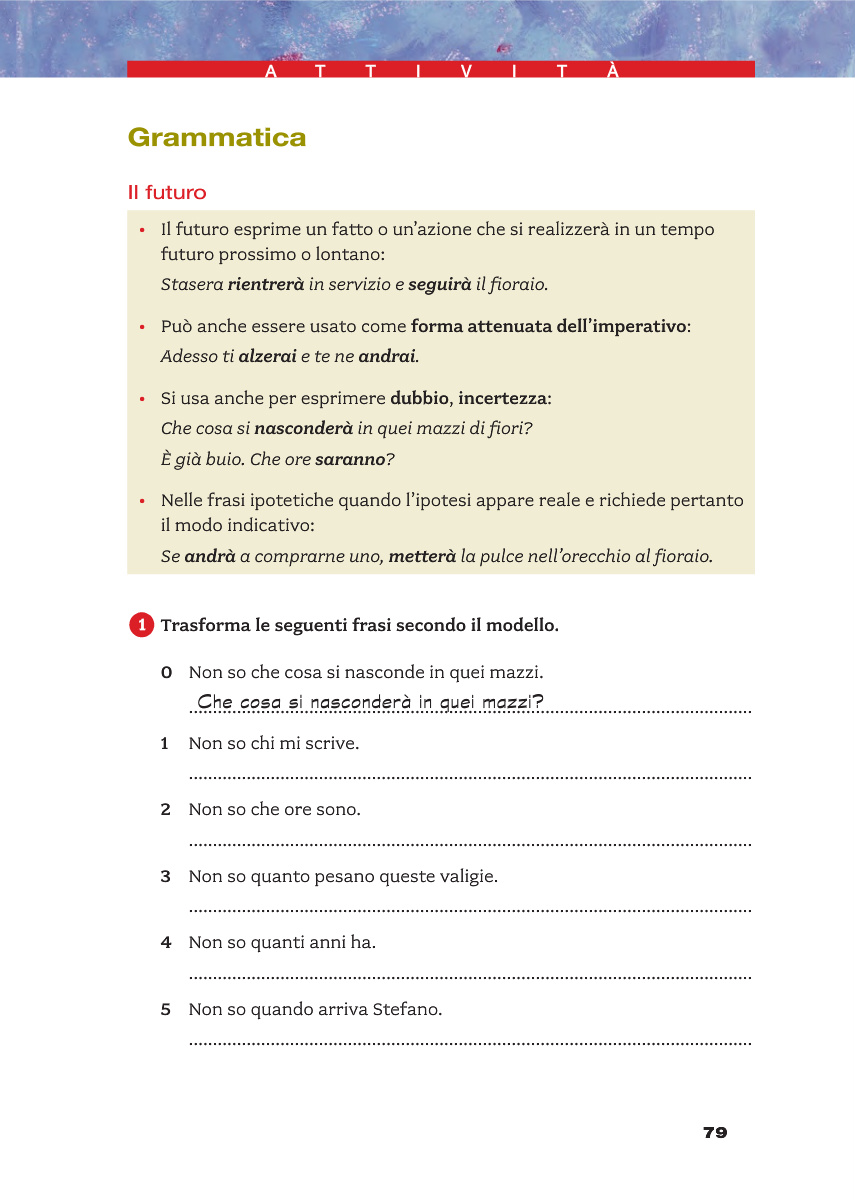 ATTIVITÀ
Grammatica
Il futuro
• Il futuro esprime un fatto o un’azione che si realizzerà in un tempo
futuro prossimo o lontano:
Stasera rientrerà in servizio e seguirà il fioraio.
• Può anche essere usato come forma attenuata dell’imperativo:
Adesso ti alzerai e te ne andrai.
• Si usa anche per esprimere dubbio, incertezza:
Che cosa si nasconderà in quei mazzi di fiori?
È già buio. Che ore saranno?
• Nelle frasi ipotetiche quando l’ipotesi appare reale e richiede pertanto
il modo indicativo:
Se andrà a comprarne uno, metterà la pulce nell’orecchio al fioraio.
1 Trasforma le seguenti frasi secondo il modello.
0 Non so che cosa si nasconde in quei mazzi.
Che cosa si nasconderà in quei mazzi?
1 Non so chi mi scrive.
2 Non so che ore sono.
3 Non so quanto pesano queste valigie.
4 Non so quanti anni ha.
5 Non so quando arriva Stefano.
79